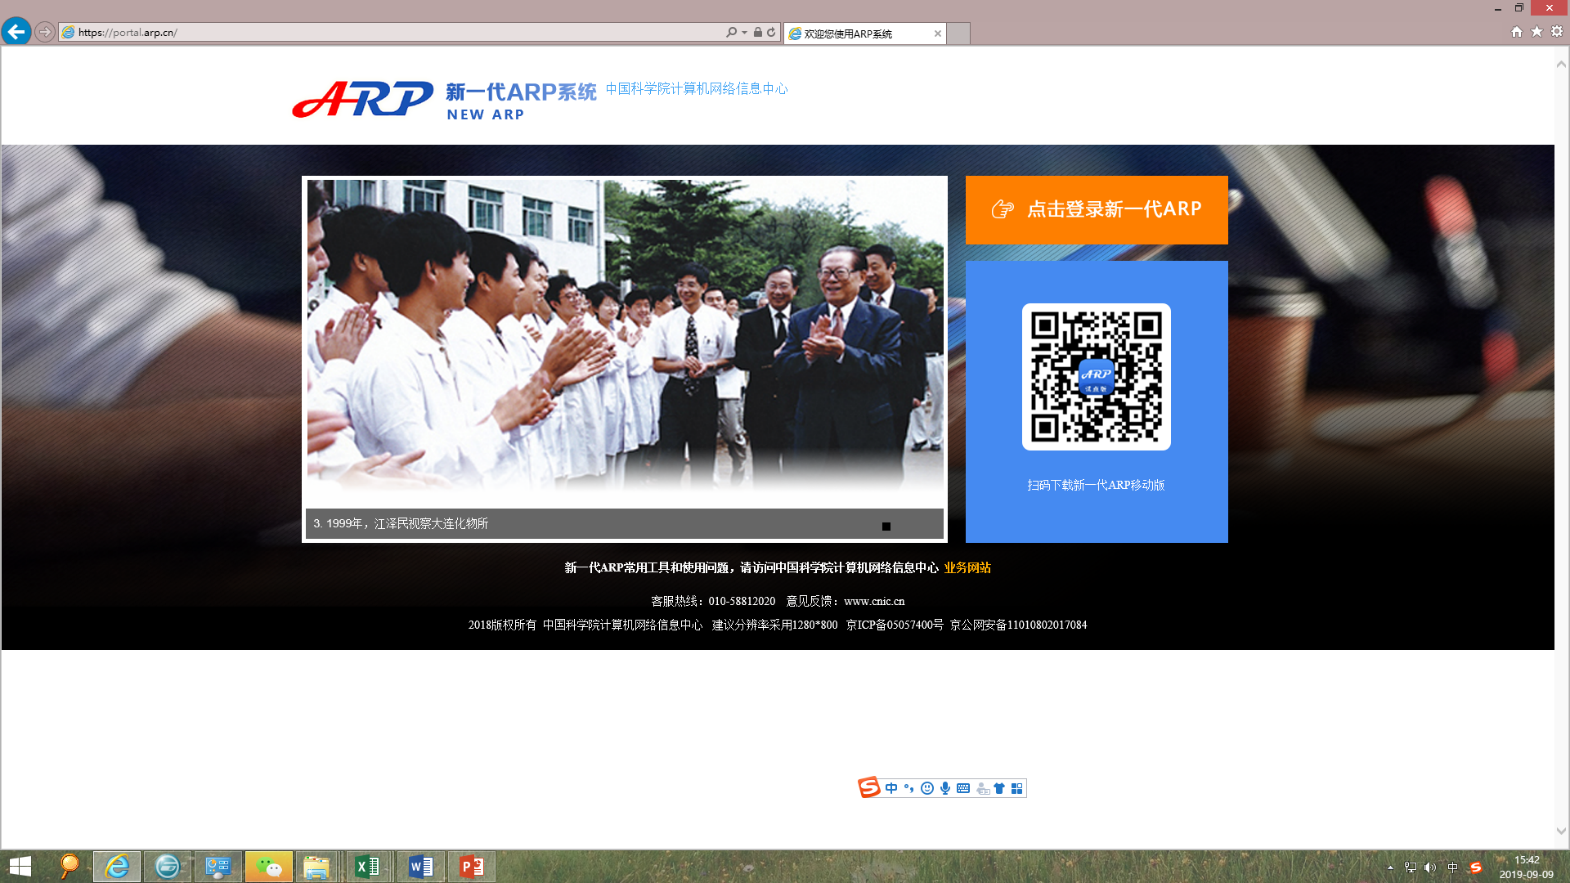 https://portal.arp.cn/
欢迎您使用ARP系统
ARP
新一代ARP系统
中国科学院计算机网络信息中心
NEW ARP
点击登录新一代ARP
ARP
试点版
扫码下载新一代ARP移动版
3. 1999年，江泽民视察大连化物所
新一代ARP常用工具和使用问题，请访问中国科学院计算机网络信息中心 业务网站
客服热线：010-58812020 意见反馈：www.cnic.cn
2018版权所有 中国科学院计算机网络信息中心 建议分辨率采用1280*800 京ICP备05057400号 京公网安备11010802017084
中
中
15:42
2019-09-09